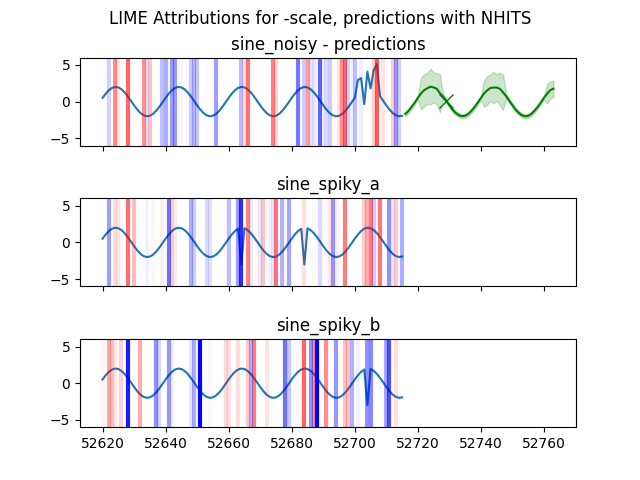 LIME Attributions for -scale, predictions with NHITS
sine_noisy - predictions
5
0
−5
sine_spiky_a
5
0
−5
sine_spiky_b
5
0
−5
52620 52640 52660 52680 52700 52720 52740 52760